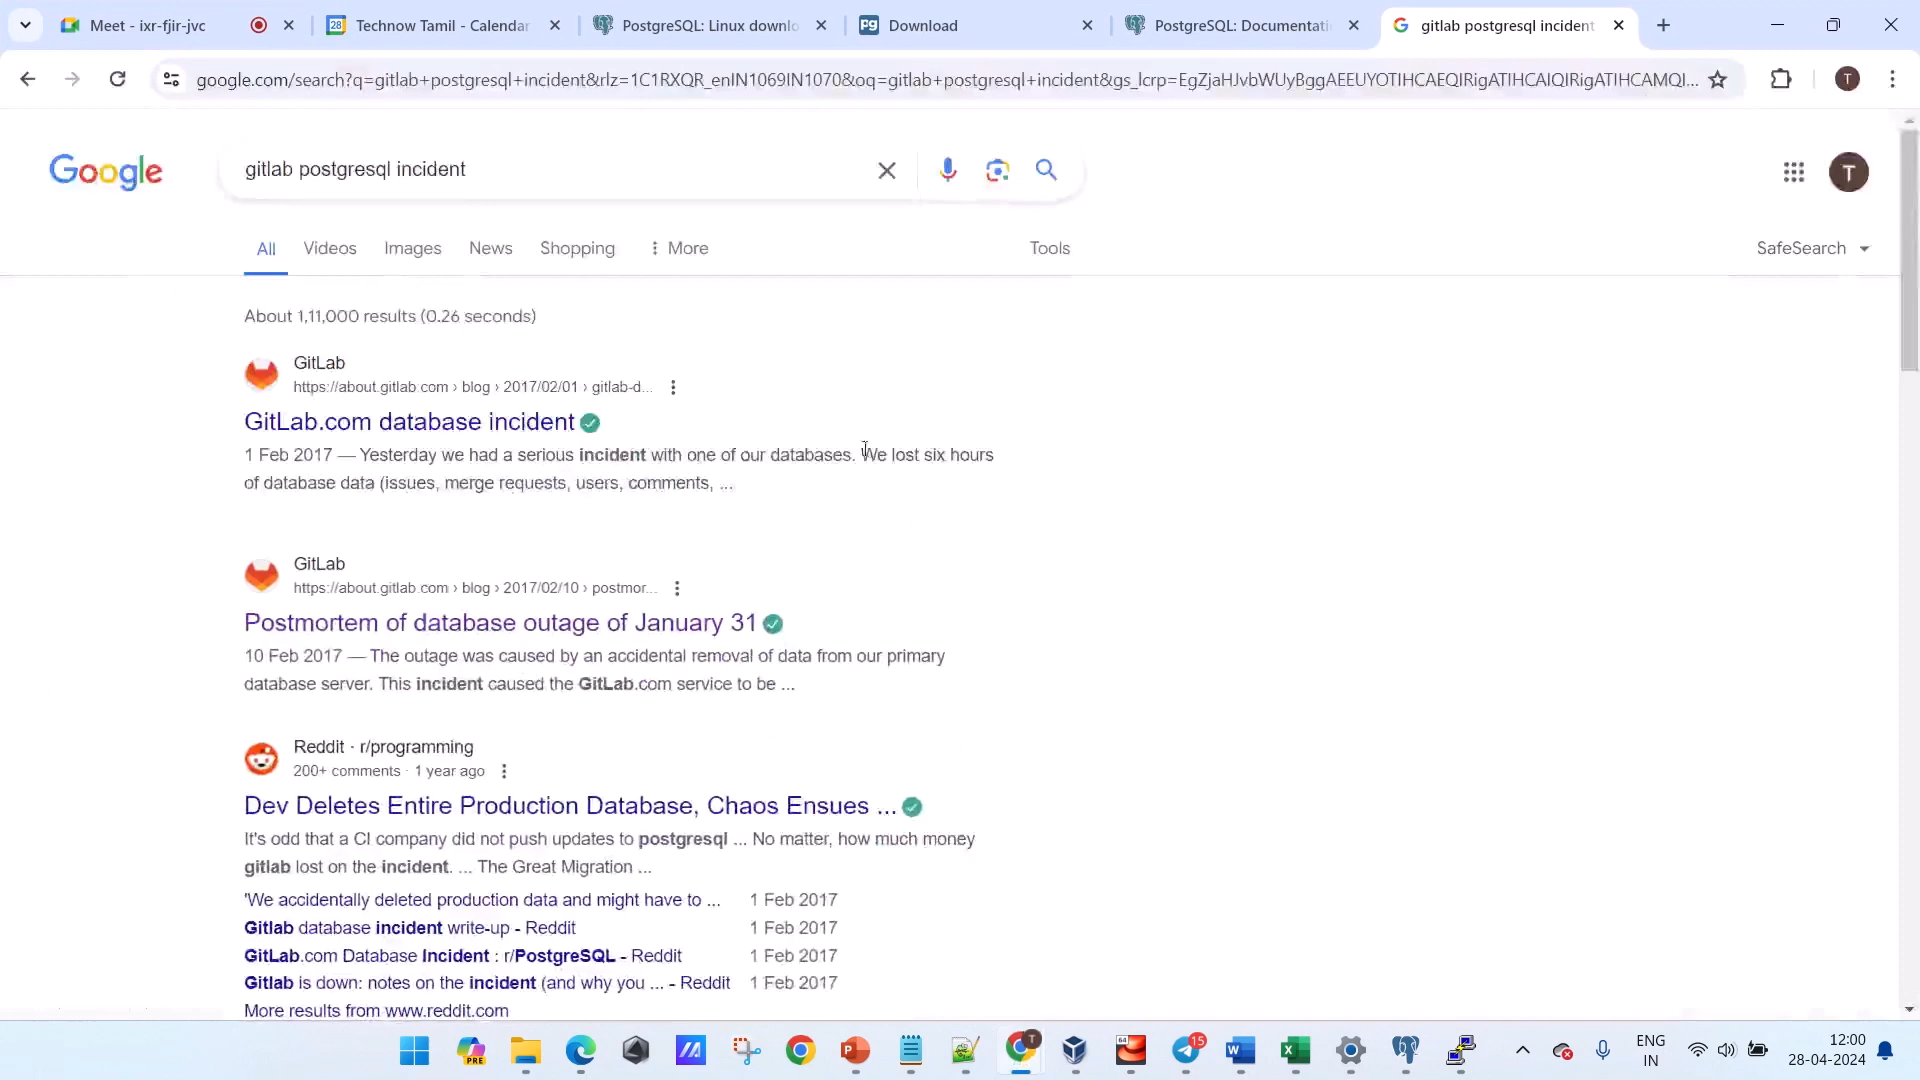 Meet - ixr-fjir-jvc
28
Technow Tamil - Calendar
PostgreSQL: Linux downlo
pg
Download
PostgreSQL: Documentati
gitlab postgresql incident
google.com/search?q=gitlab+postgresql+incident&rlz=1C1RXQR_enIN1069IN1070&oq=gitlab+postgresql+incident&gs_lcrp=EgZjaHJvbWUyBggAEEUYOTIHCAEQIRigATIHCAIQIRigATIHCAMQI...
T
Google
gitlab postgresql incident
T
All
Videos
Images
News
Shopping
More
Tools
SafeSearch
About 1,11,000 results (0.26 seconds)
GitLab
https://about.gitlab.com › blog › 2017/02/01 › gitlab-d...
GitLab.com database incident
1 Feb 2017 — Yesterday we had a serious incident with one of our databases. We lost six hours
of database data (issues, merge requests, users, comments, ...
GitLab
https://about.gitlab.com › blog › 2017/02/10 › postmor...
Postmortem of database outage of January 31
10 Feb 2017 — The outage was caused by an accidental removal of data from our primary
database server. This incident caused the GitLab.com service to be ...
Reddit · r/programming
200+ comments · 1 year ago
Dev Deletes Entire Production Database, Chaos Ensues ...
It's odd that a CI company did not push updates to postgresql ... No matter, how much money
gitlab lost on the incident. ... The Great Migration ...
'We accidentally deleted production data and might have to ... 1 Feb 2017
Gitlab database incident write-up - Reddit 1 Feb 2017
GitLab.com Database Incident : r/PostgreSQL - Reddit 1 Feb 2017
Gitlab is down: notes on the incident (and why you ... - Reddit 1 Feb 2017
More results from www.reddit.com
PRE
T
64
15
ENG
IN
12:00
28-04-2024